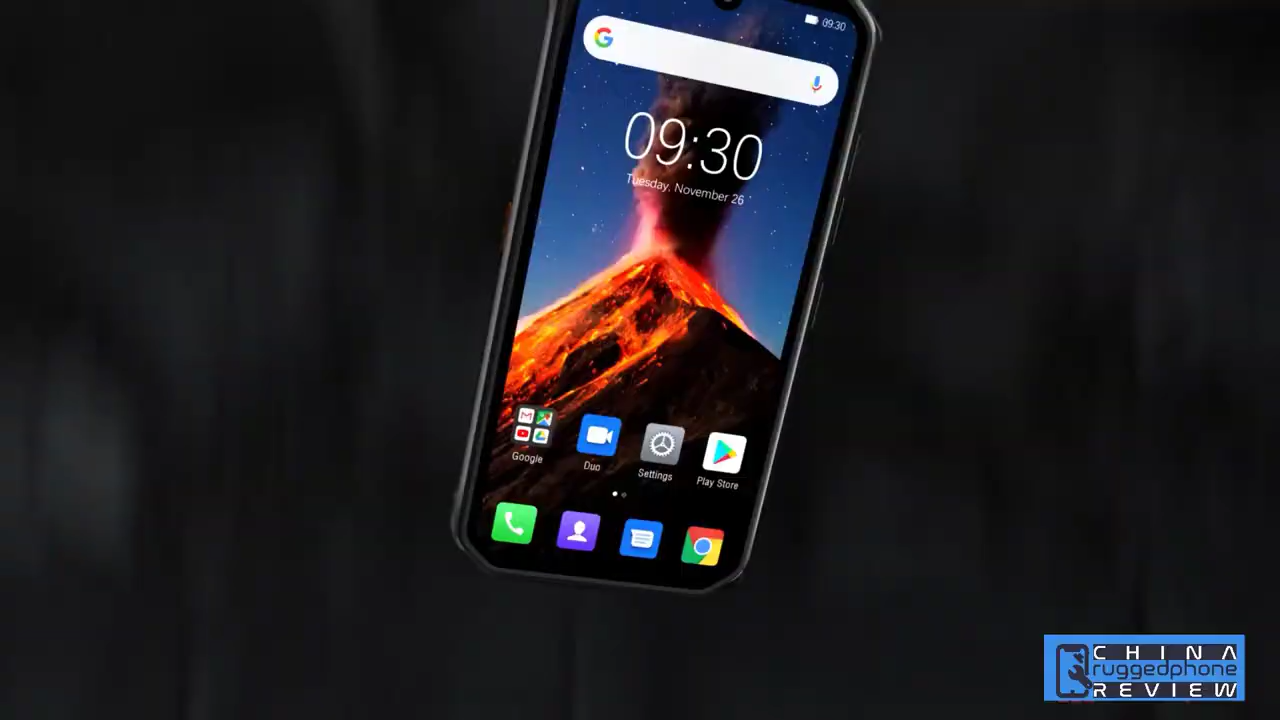 09:30
09:30
Tuesday, November 26
Google
Duo
Settings
Play Store
CHINA
ruggedphone
REVIEW